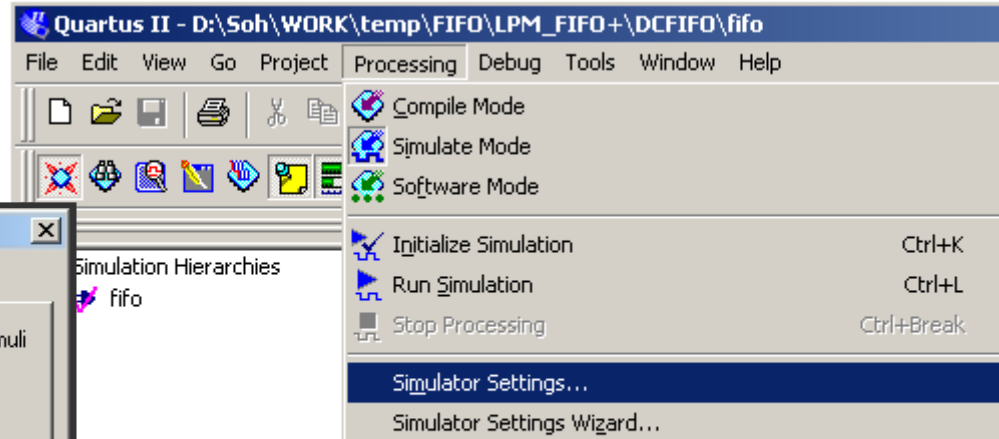 Quartus II - D:\Soh\WORK\temp\FIFO\LPM_FIFO+\DCFIFO\fifo
File Edit View Go Project Processing Debug Tools Window Help
Compile Mode
Simulate Mode
Software Mode
Initialize Simulation Ctrl+K
Run Simulation Ctrl+L
Stop Processing Ctrl+Break
Simulator Settings...
Simulator Settings Wizard...
Simulation Hierarchies
fifo
muli